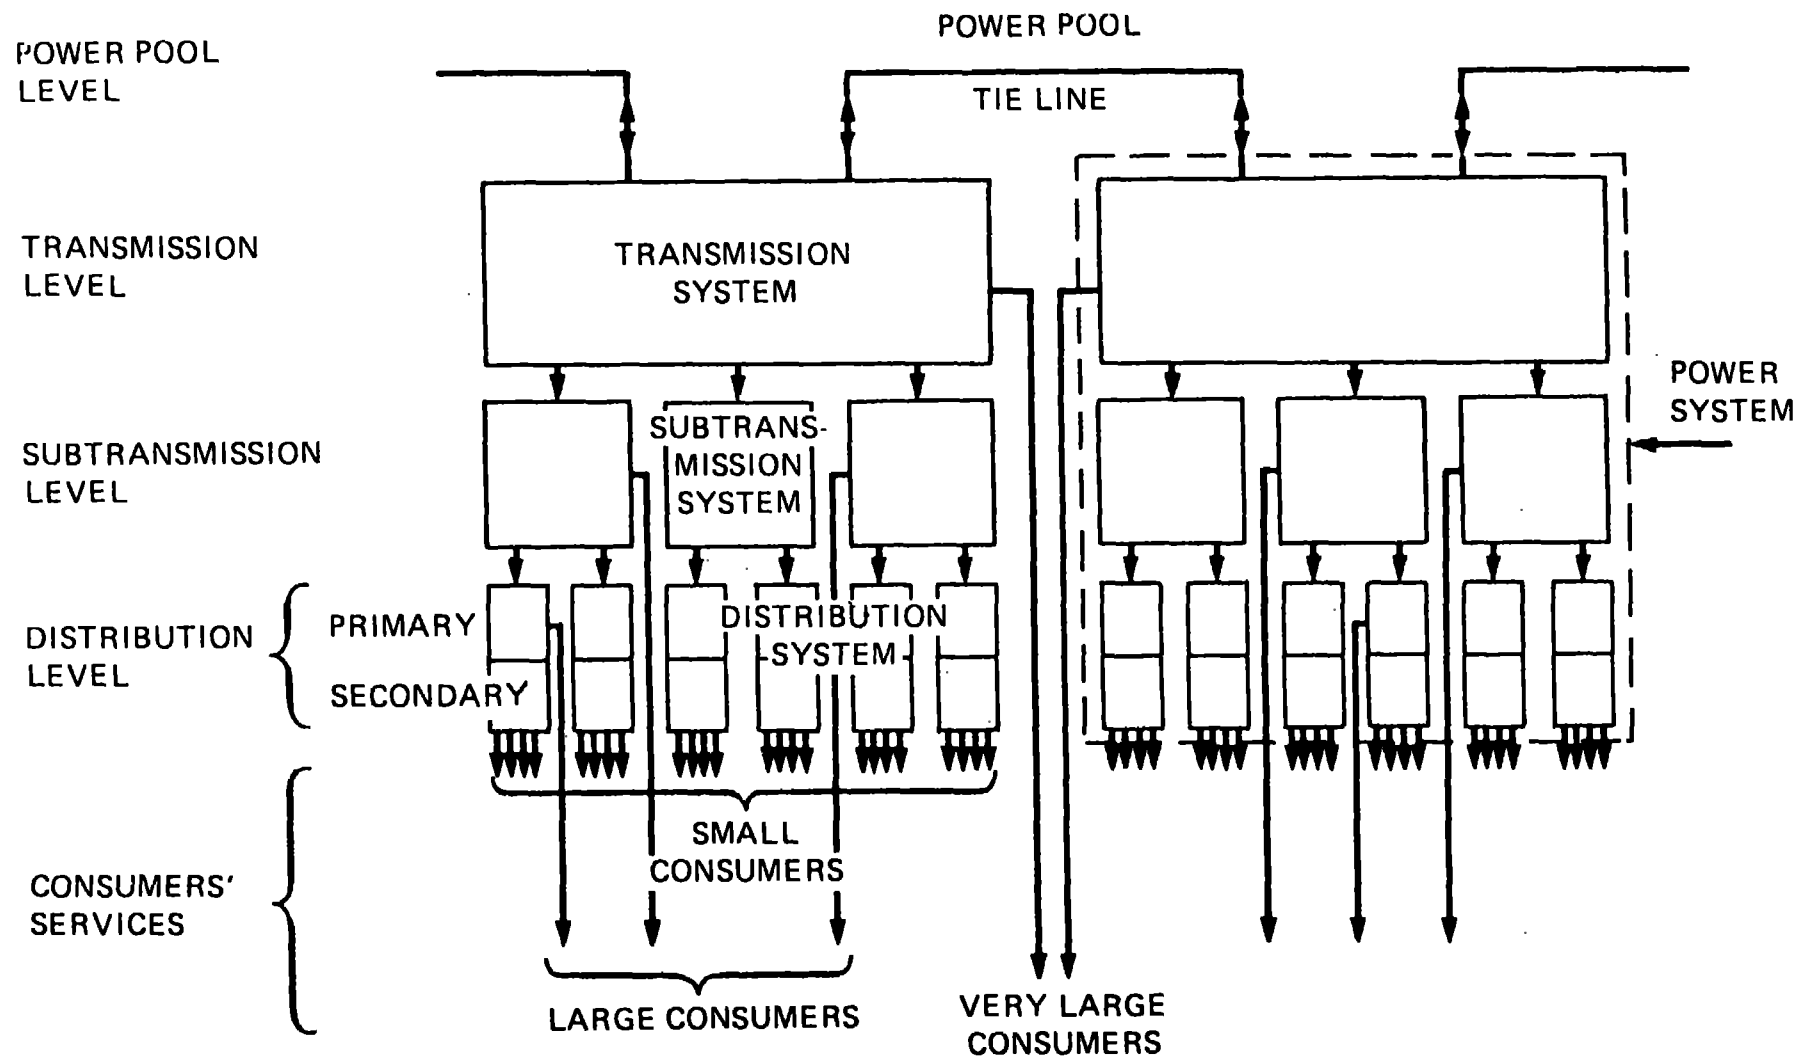 POWER POOL
POWER POOL
LEVEL
TIE LINE
TRANSMISSION
LEVEL
TRANSMISSION
SYSTEM
POWER
SYSTEM
SUBTRANSMISSION
LEVEL
SUBTRANS-
MISSION
SYSTEM
DISTRIBUTION
LEVEL
PRIMARY
SECONDARY
DISTRIBUTION
SYSTEM
SMALL
CONSUMERS
CONSUMERS'
SERVICES
LARGE CONSUMERS
VERY LARGE
CONSUMERS